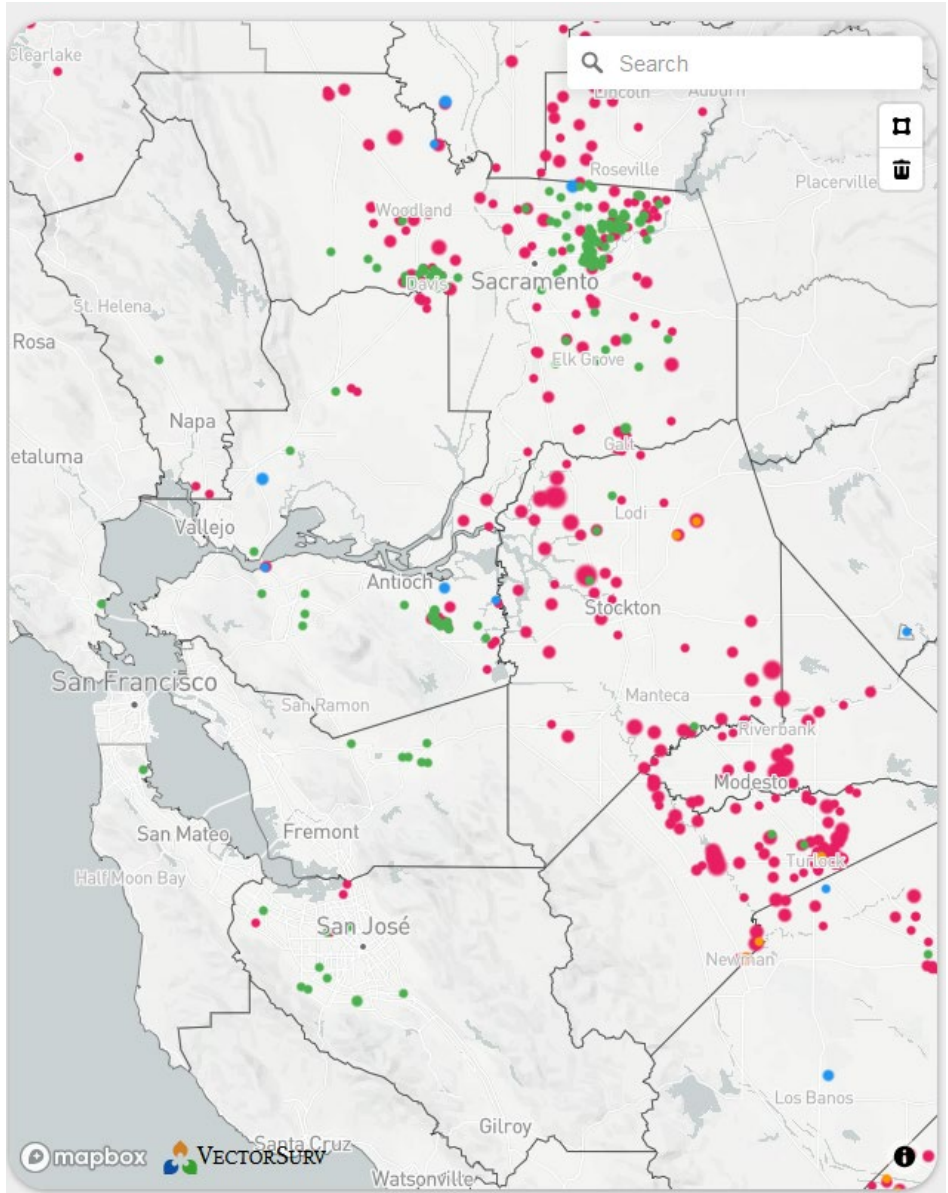 Clearlake
Search
Lincoln
Auburn
Roseville
Placerville
Woodland
Davis
Sacramento
St. Helena
Rosa
Elk Grove
Napa
etaluma
Galt
Lodi
Vallejo
Antioch
Stockton
San Francisco
San Ramon
Manteca
Riverbank
Modesto
San Mateo
Fremont
Turlock
Half Moon Bay
San José
Newman
Los Banos
Gilroy
Santa Cruz
mapbox
VECTORSURV
Watsonville